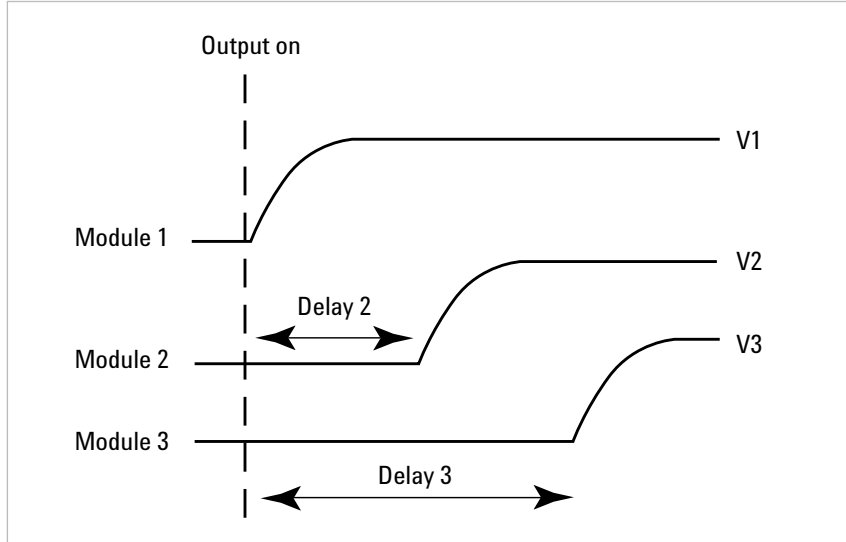 Output on
V1
Module 1
V2
Delay 2
V3
Module 2
Module 3
Delay 3